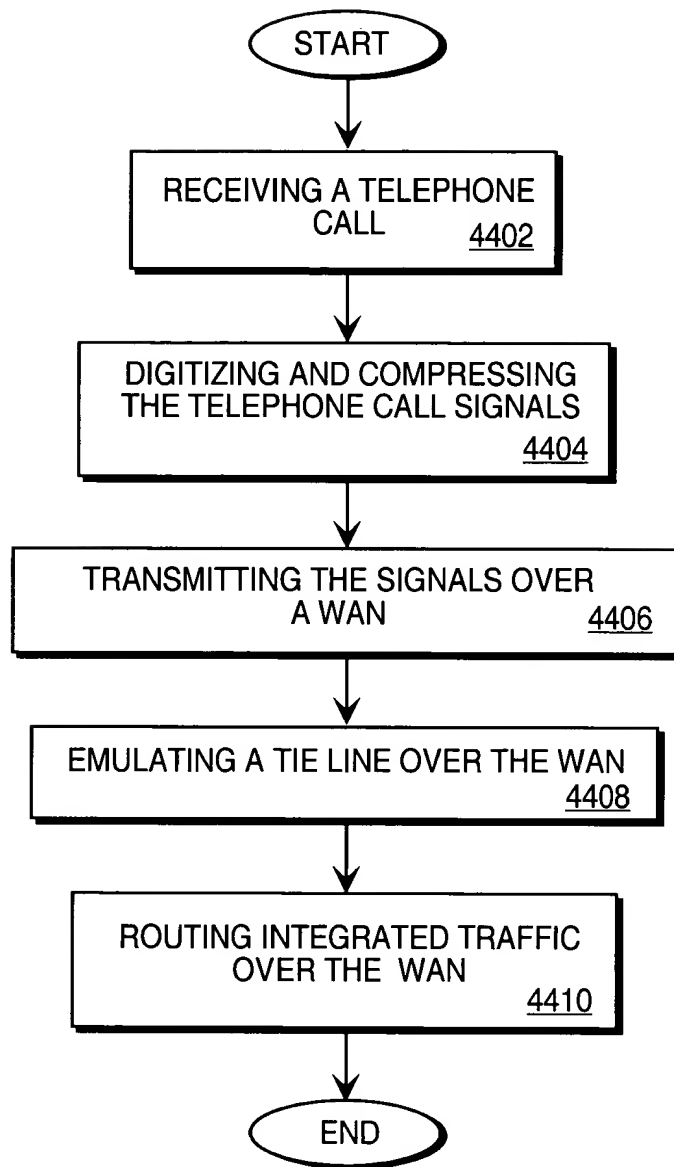 START
RECEIVING A TELEPHONE
CALL
4402
DIGITIZING AND COMPRESSING
THE TELEPHONE CALL SIGNALS
4404
TRANSMITTING THE SIGNALS OVER
A WAN
4406
EMULATING A TIE LINE OVER THE WAN
4408
ROUTING INTEGRATED TRAFFIC
OVER THE WAN
4410
END